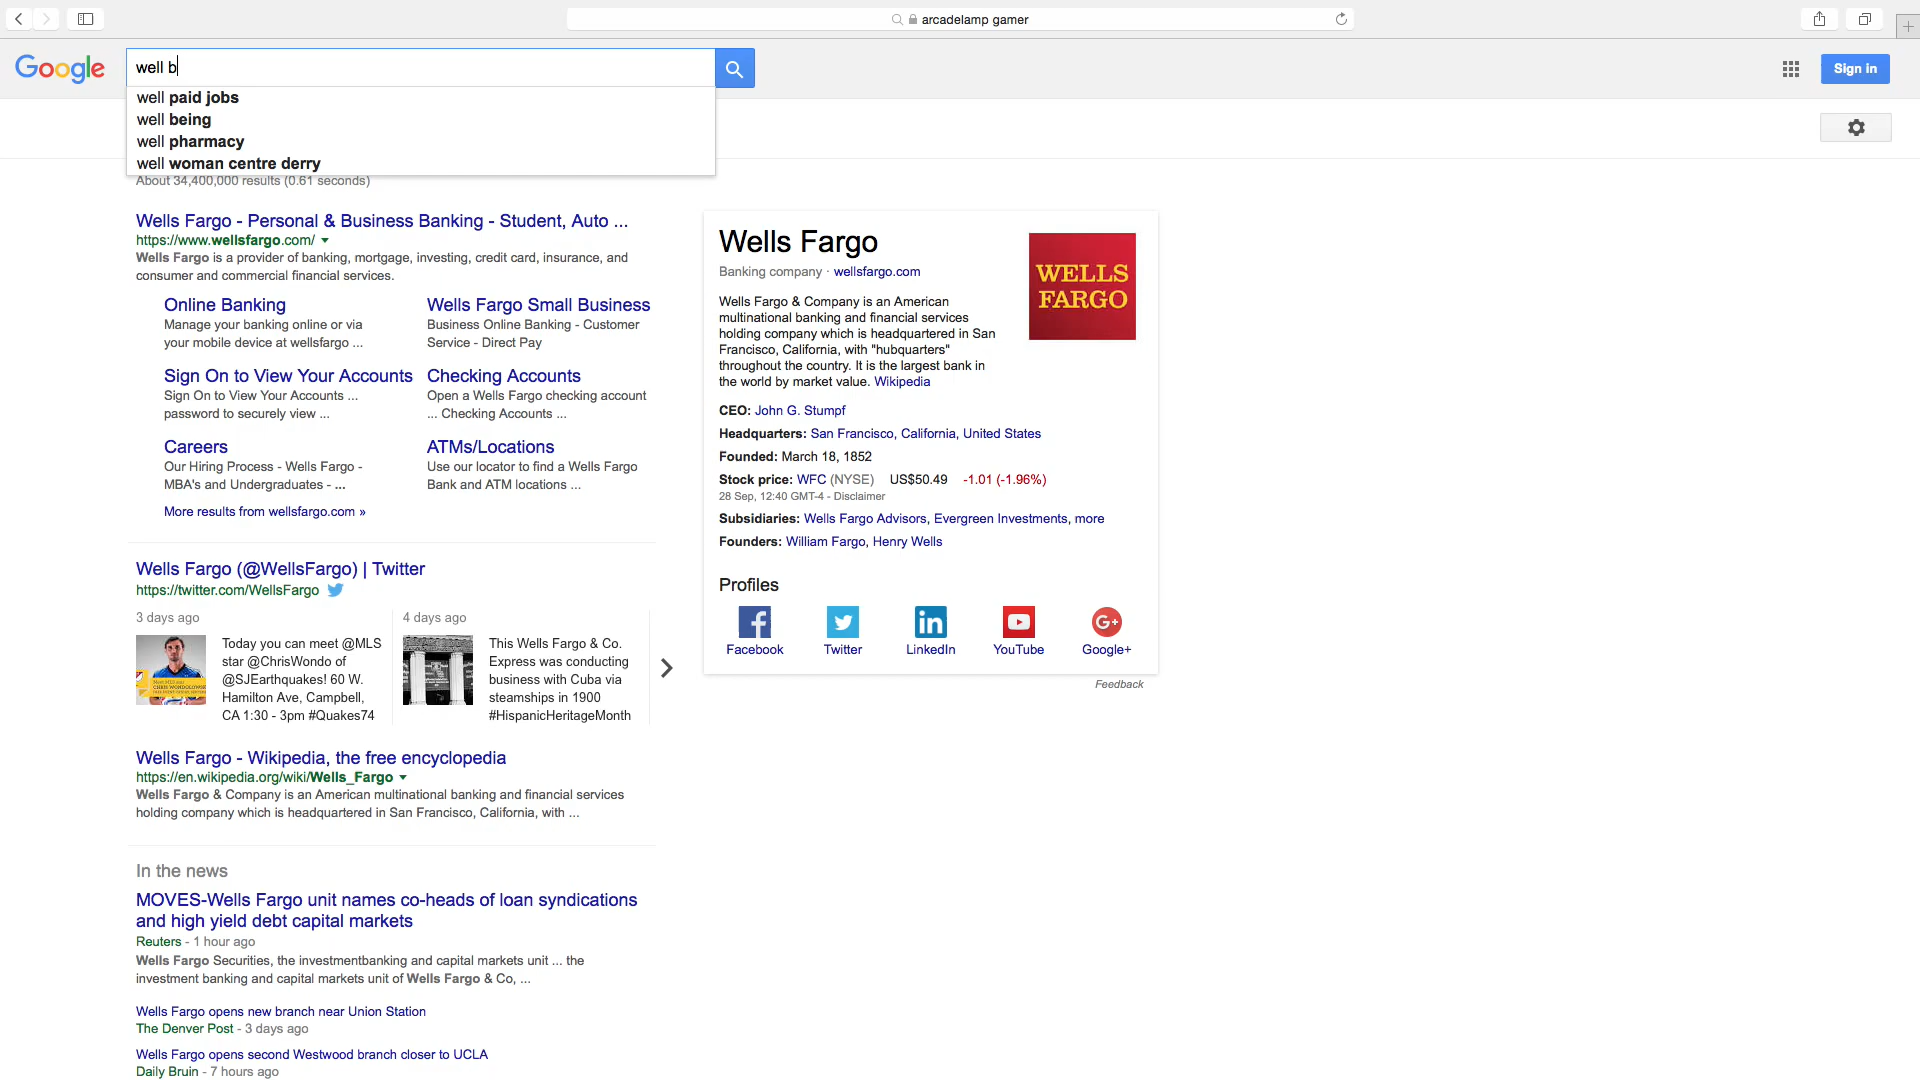 arcadelamp gamer
Google
well b
Sign in
well paid jobs
well being
well pharmacy
well woman centre derry
About 34,400,000 results (0.61 seconds)
Wells Fargo - Personal & Business Banking - Student, Auto ...
https://www.wellsfargo.com/
Wells Fargo is a provider of banking, mortgage, investing, credit card, insurance, and
consumer and commercial financial services.
Online Banking
Manage your banking online or via
your mobile device at wellsfargo ...
Wells Fargo Small Business
Business Online Banking - Customer
Service - Direct Pay
Sign On to View Your Accounts
Sign On to View Your Accounts ...
password to securely view ...
Checking Accounts
Open a Wells Fargo checking account
... Checking Accounts ...
Careers
Our Hiring Process - Wells Fargo -
MBA's and Undergraduates - ...
ATMs/Locations
Use our locator to find a Wells Fargo
Bank and ATM locations ...
More results from wellsfargo.com »
Wells Fargo (@WellsFargo) | Twitter
https://twitter.com/WellsFargo
3 days ago
Today you can meet @MLS
star @ChrisWondo of
@SJEarthquakes! 60 W.
Hamilton Ave, Campbell,
CA 1:30 - 3pm #Quakes74
4 days ago
This Wells Fargo & Co.
Express was conducting
business with Cuba via
steamships in 1900
#HispanicHeritageMonth
Wells Fargo - Wikipedia, the free encyclopedia
https://en.wikipedia.org/wiki/Wells_Fargo
Wells Fargo & Company is an American multinational banking and financial services
holding company which is headquartered in San Francisco, California, with ...
In the news
MOVES-Wells Fargo unit names co-heads of loan syndications
and high yield debt capital markets
Reuters - 1 hour ago
Wells Fargo Securities, the investmentbanking and capital markets unit ... the
investment banking and capital markets unit of Wells Fargo & Co, ...
Wells Fargo opens new branch near Union Station
The Denver Post - 3 days ago
Wells Fargo opens second Westwood branch closer to UCLA
Daily Bruin - 7 hours ago
Wells Fargo
Banking company · wellsfargo.com
WELLS
FARGO
Wells Fargo & Company is an American
multinational banking and financial services
holding company which is headquartered in San
Francisco, California, with "hubquarters"
throughout the country. It is the largest bank in
the world by market value. Wikipedia
CEO: John G. Stumpf
Headquarters: San Francisco, California, United States
Founded: March 18, 1852
Stock price: WFC (NYSE) US$50.49 -1.01 (-1.96%)
28 Sep, 12:40 GMT-4 - Disclaimer
Subsidiaries: Wells Fargo Advisors, Evergreen Investments, more
Founders: William Fargo, Henry Wells
Profiles
Facebook
Twitter
LinkedIn
YouTube
Google+
Feedback